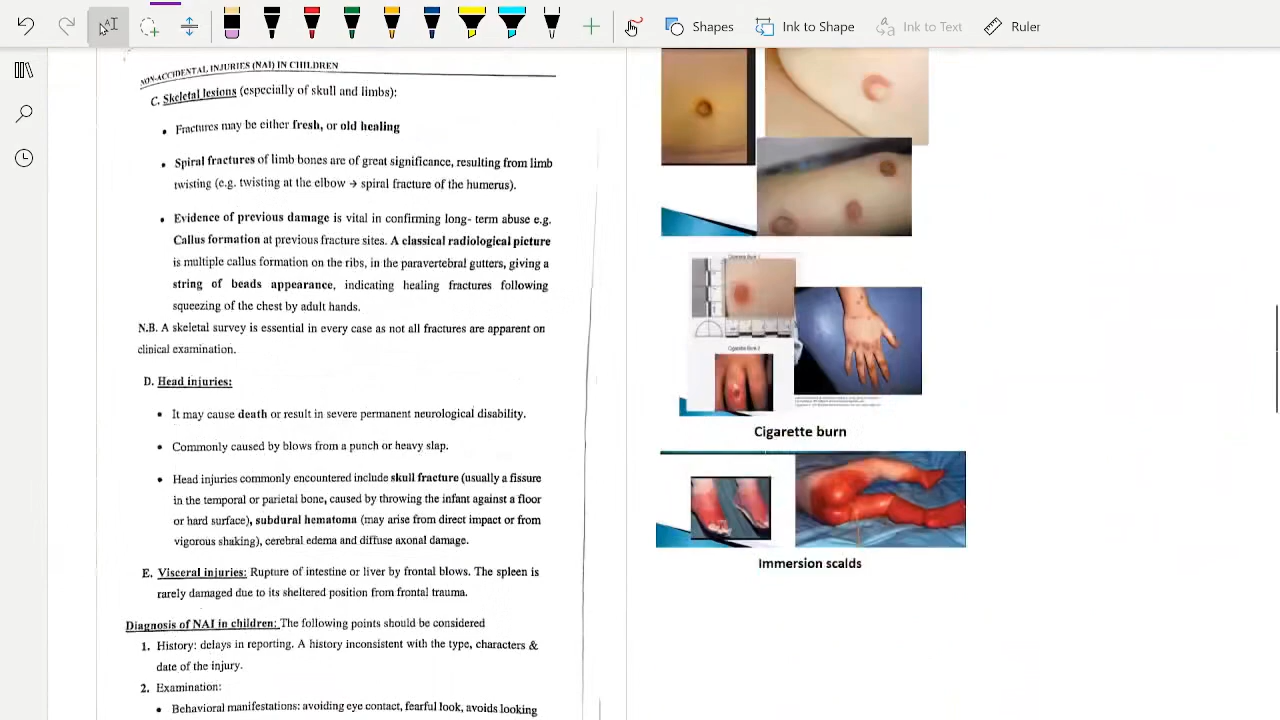 Shapes
Ink to Shape
Ink to Text
Ruler
NON-ACCIDENTAL INJURIES (NAI) IN CHILDREN
C. Skeletal lesions (especially of skull and limbs):
• Fractures may be either fresh, or old healing
• Spiral fractures of limb bones are of great significance, resulting from limb
twisting (e.g. twisting at the elbow → spiral fracture of the humerus).
• Evidence of previous damage is vital in confirming long- term abuse e.g.
Callus formation at previous fracture sites. A classical radiological picture
is multiple callus formation on the ribs, in the paravertebral gutters, giving a
string of beads appearance, indicating healing fractures following
squeezing of the chest by adult hands.
N.B. A skeletal survey is essential in every case as not all fractures are apparent on
clinical examination.
D. Head injuries:
• It may cause death or result in severe permanent neurological disability.
• Commonly caused by blows from a punch or heavy slap.
• Head injuries commonly encountered include skull fracture (usually a fissure
in the temporal or parietal bone, caused by throwing the infant against a floor
or hard surface), subdural hematoma (may arise from direct impact or from
vigorous shaking), cerebral edema and diffuse axonal damage.
E. Visceral injuries: Rupture of intestine or liver by frontal blows. The spleen is
rarely damaged due to its sheltered position from frontal trauma.
Diagnosis of NAI in children: The following points should be considered
1. History: delays in reporting. A history inconsistent with the type, characters &
date of the injury.
2. Examination:
• Behavioral manifestations: avoiding eye contact, fearful look, avoids looking
Cigarette Burn 1
Cigarette Burn 2
Cigarette burn
Immersion scalds